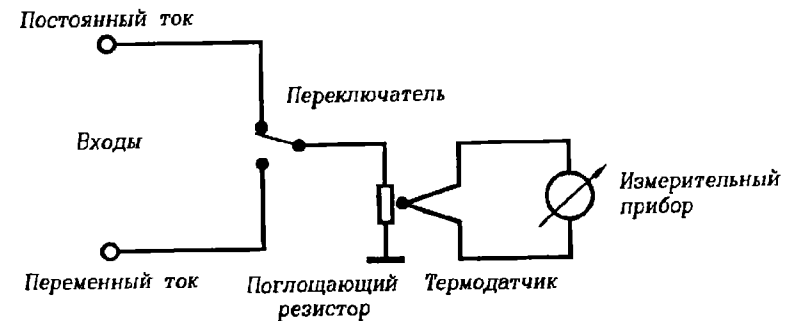 Постоянный ток
Переключатель
Входы
Измерительный
прибор
Переменный ток
Поглощающий
резистор
Термодатчик